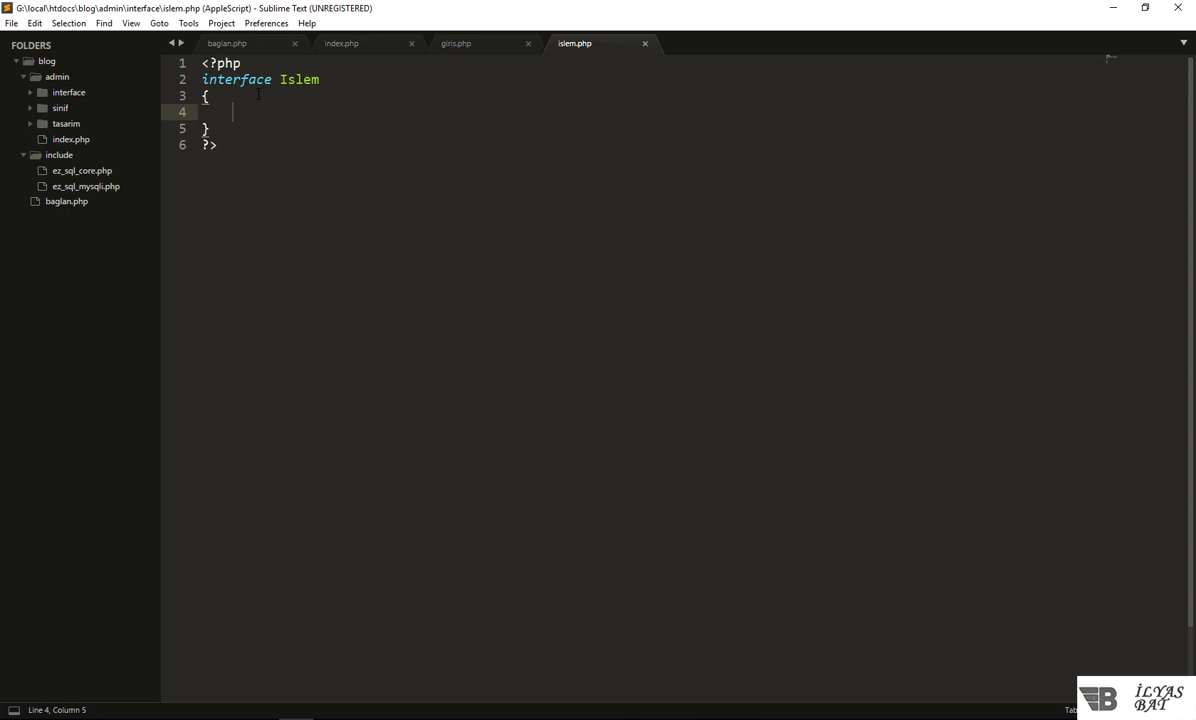 G:\local\htdocs\blog\admin\interface\islem.php (AppleScript) - Sublime Text (UNREGISTERED)
File Edit Selection Find View Goto Tools Project Preferences Help
FOLDERS
blog
admin
interface
sinif
tasarim
index.php
include
ez_sql_core.php
ez_sql_mysqli.php
baglan.php
baglan.php index.php giris.php islem.php
1 <?php
2 interface Islem
3 {
4
5 }
6 ?>
Line 4, Column 5
İLYAS
BAT